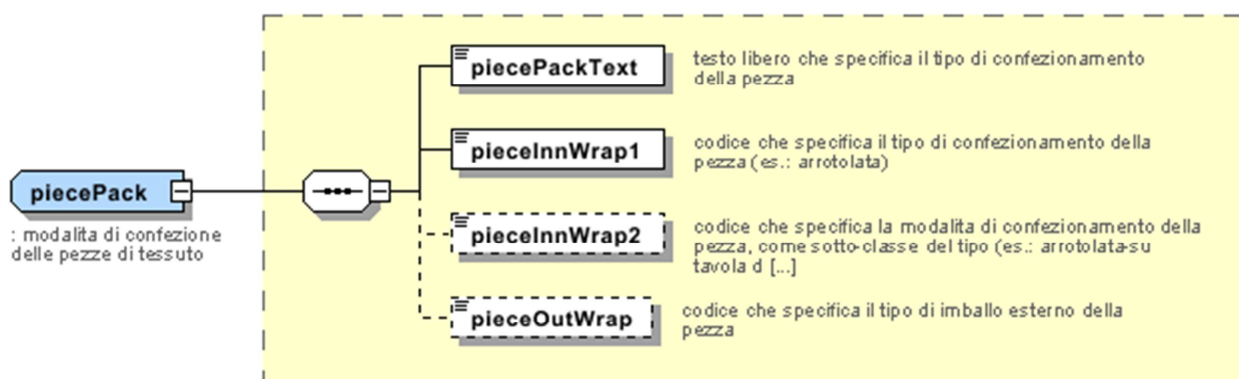 piecePackText
testo libero che specifica il tipo di confezionamento
della pezza
pieceInnWrap1
codice che specifica il tipo di confezionamento della
pezza (es.: arrotolata)
piecePack
: modalita di confezione
delle pezze di tessuto
pieceInnWrap2
codice che specifica la modalita di confezionamento della
pezza, come sotto-classe del tipo (es.: arrotolata-su
tavola d [...]
pieceOutWrap
codice che specifica il tipo di imballo esterno della
pezza